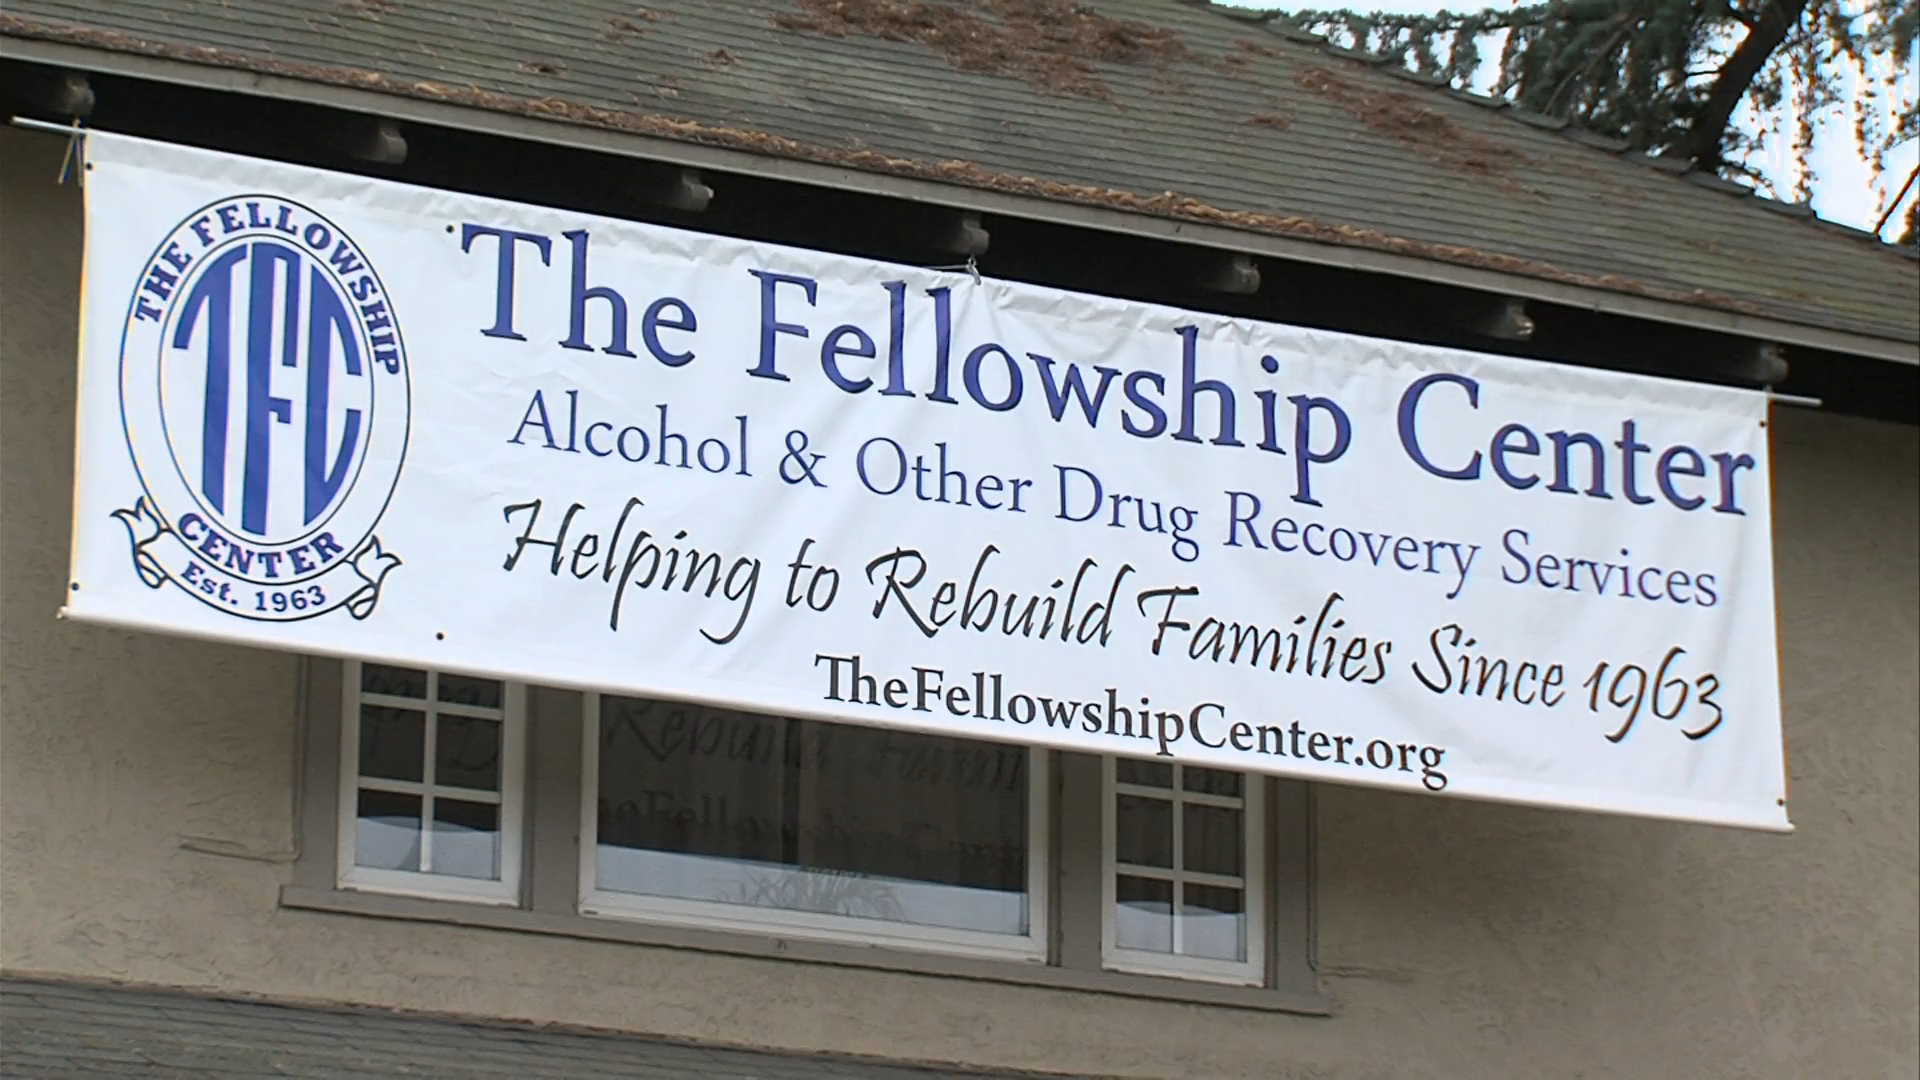 THE FELLOWSHIP
TFC
CENTER
Est. 1963
The Fellowship Center
Alcohol & Other Drug Recovery Services
Helping to Rebuild Families Since 1963
TheFellowshipCenter.org